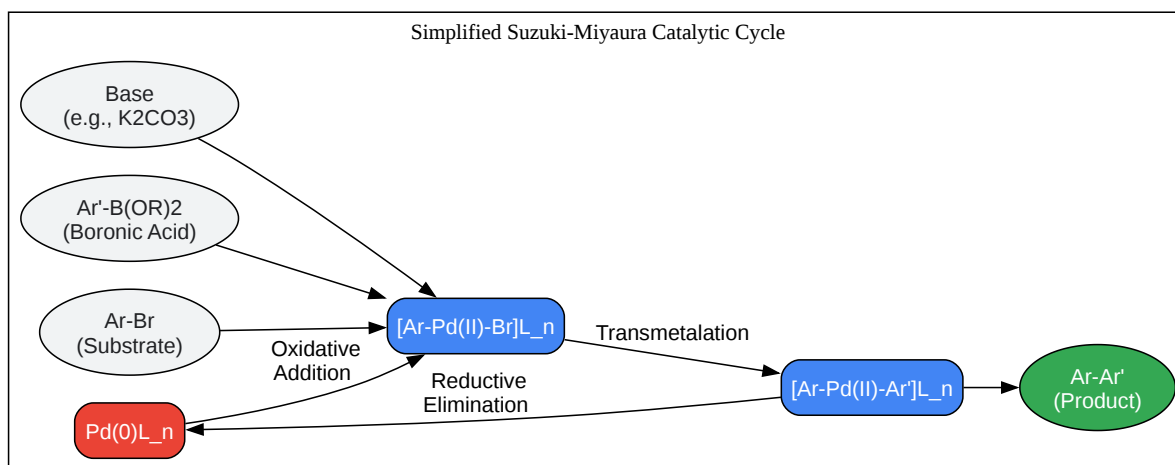 Simplified Suzuki-Miyaura Catalytic Cycle
Base
(e.g., K2CO3)
Ar'-B(OR)2
(Boronic Acid)
Ar-Br
(Substrate)
[Ar-Pd(II)-Br]L_n
Transmetalation
Oxidative
Addition
Reductive
Elimination
[Ar-Pd(II)-Ar']L_n
Ar-Ar'
(Product)
Pd(0)L_n